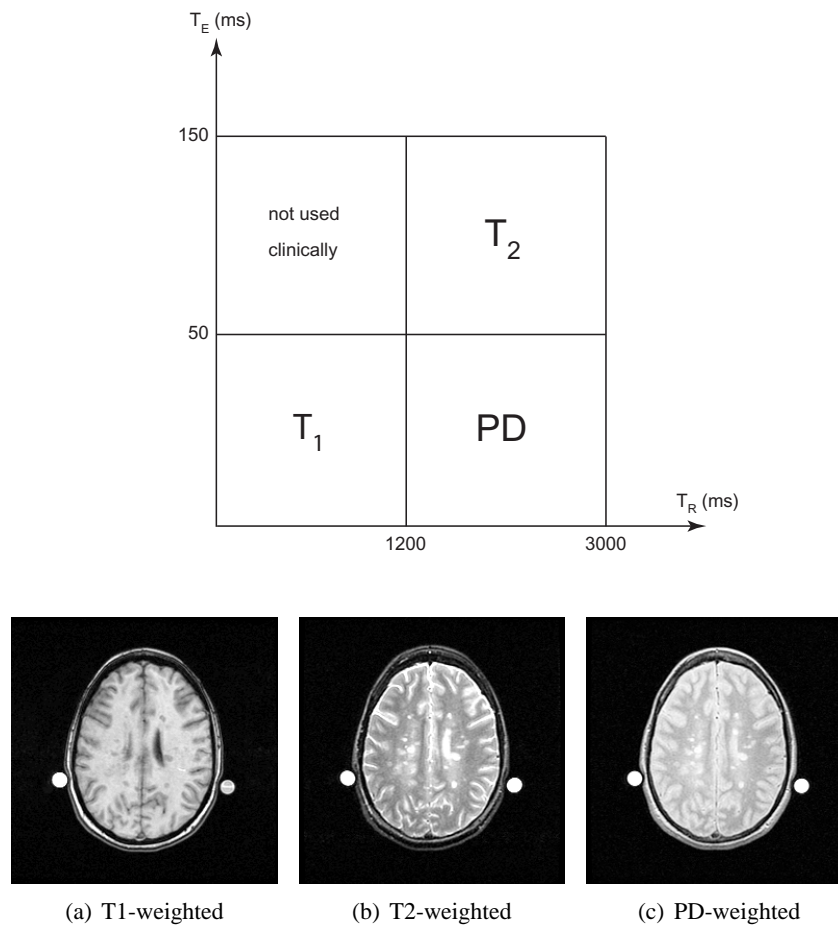 T_E (ms)
150
not used
clinically
T_2
50
T_1
PD
T_R (ms)
1200
3000
(a) T1-weighted
(b) T2-weighted
(c) PD-weighted